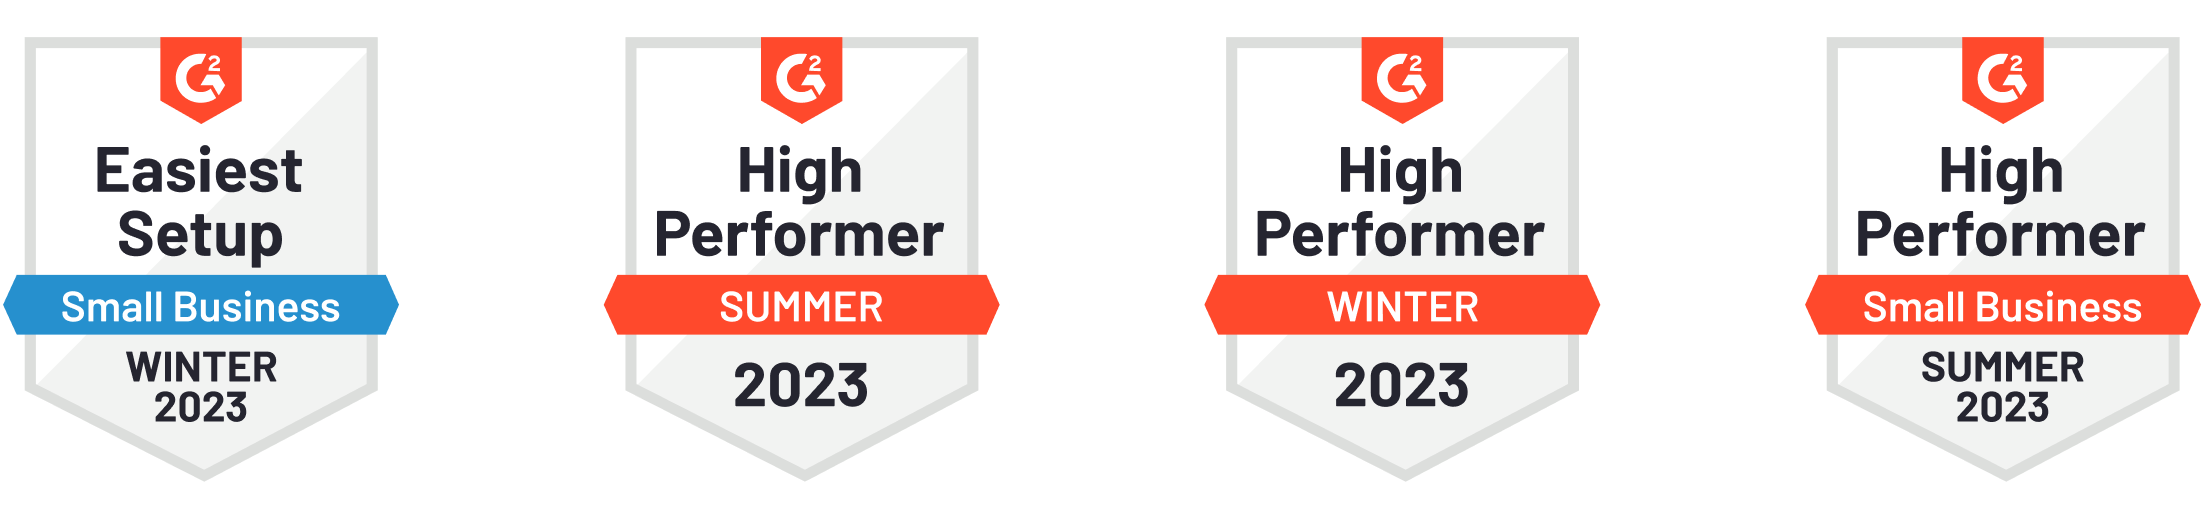 G2
Easiest
Setup
Small Business
WINTER
2023
G2
High
Performer
SUMMER
2023
G2
High
Performer
WINTER
2023
G2
High
Performer
Small Business
SUMMER
2023